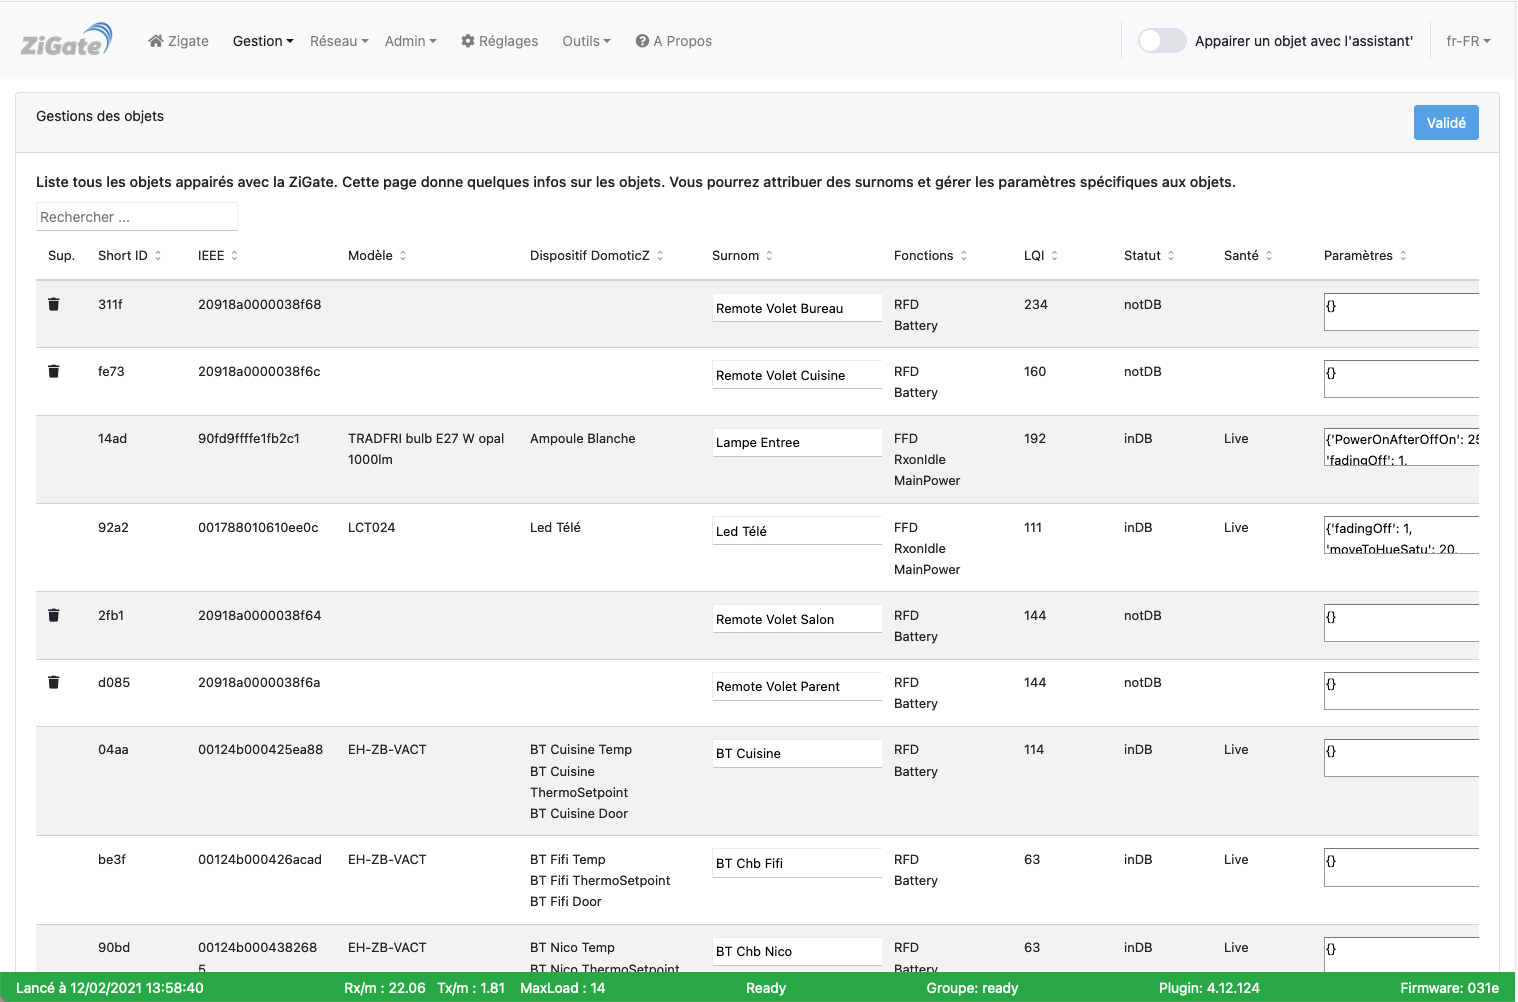 ZiGate Zigate Gestion Réseau Admin Réglages Outils A Propos Appairer un objet avec l'assistant' fr-FR
Gestions des objets Validé
Liste tous les objets appairés avec la ZiGate. Cette page donne quelques infos sur les objets. Vous pourrez attribuer des surnoms et gérer les paramètres spécifiques aux objets.
Rechercher ...
Sup. Short ID IEEE Modèle Dispositif DomoticZ Surnom Fonctions LQI Statut Santé Paramètres
311f 20918a0000038f68 Remote Volet Bureau RFD 234 notDB {}
Battery
fe73 20918a0000038f6c Remote Volet Cuisine RFD 160 notDB {}
Battery
14ad 90fd9ffffe1fb2c1 TRADFRI bulb E27 W opal Ampoule Blanche Lampe Entree FFD 192 inDB Live {'PowerOnAfterOffOn': 25
1000lm RxonIdle 'fadingOff': 1,
MainPower
92a2 001788010610ee0c LCT024 Led Télé Led Télé FFD 111 inDB Live {'fadingOff': 1,
RxonIdle 'moveToHueSatu': 20,
MainPower
2fb1 20918a0000038f64 Remote Volet Salon RFD 144 notDB {}
Battery
d085 20918a0000038f6a Remote Volet Parent RFD 144 notDB {}
Battery
04aa 00124b000425ea88 EH-ZB-VACT BT Cuisine Temp BT Cuisine RFD 114 inDB Live {}
BT Cuisine Battery
ThermoSetpoint
BT Cuisine Door
be3f 00124b000426acad EH-ZB-VACT BT Fifi Temp BT Chb Fifi RFD 63 inDB Live {}
BT Fifi ThermoSetpoint Battery
BT Fifi Door
90bd 00124b000438268 EH-ZB-VACT BT Nico Temp BT Chb Nico RFD 63 inDB Live {}
5 BT Nico ThermoSetpoint Battery
Lancé à 12/02/2021 13:58:40 Rx/m : 22.06 Tx/m : 1.81 MaxLoad : 14 Ready Groupe: ready Plugin: 4.12.124 Firmware: 031e